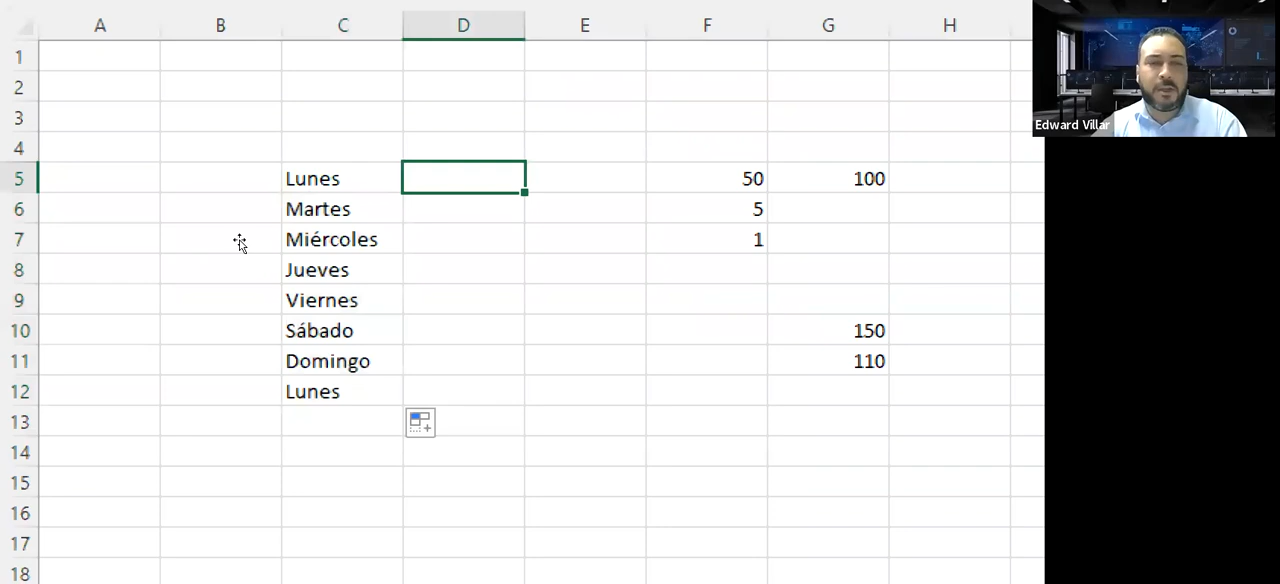 A B C D E F G H
Edward Villar
1
2
3
4
5 Lunes 50 100
6 Martes 5
7 Miércoles 1
8 Jueves
9 Viernes
10 Sábado 150
11 Domingo 110
12 Lunes
13
14
15
16
17
18